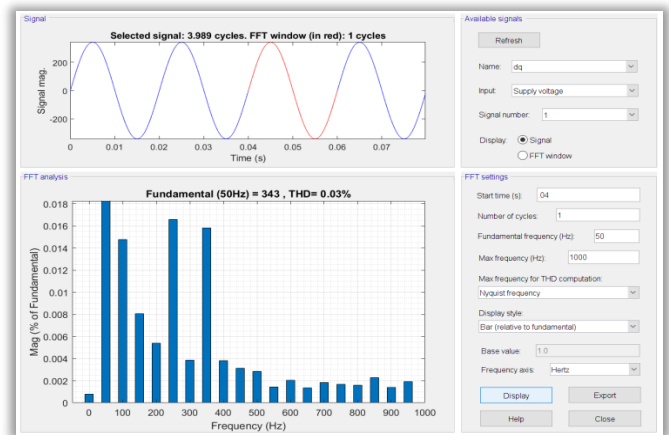 Signal
Selected signal: 3.989 cycles. FFT window (in red): 1 cycles
200
0
-200
Signal mag.
0 0.01 0.02 0.03 0.04 0.05 0.06 0.07
Time (s)
FFT analysis
Fundamental (50Hz) = 343 , THD= 0.03%
0.018
0.016
0.014
0.012
0.01
0.008
0.006
0.004
0.002
0
Mag (% of Fundamental)
0 100 200 300 400 500 600 700 800 900 1000
Frequency (Hz)
Available signals
Refresh
Name: dq
Input: Supply voltage
Signal number: 1
Display: Signal
FFT window
FFT settings
Start time (s): .04
Number of cycles: 1
Fundamental frequency (Hz): 50
Max frequency (Hz): 1000
Max frequency for THD computation:
Nyquist frequency
Display style:
Bar (relative to fundamental)
Base value: 1.0
Frequency axis: Hertz
Display Export
Help Close